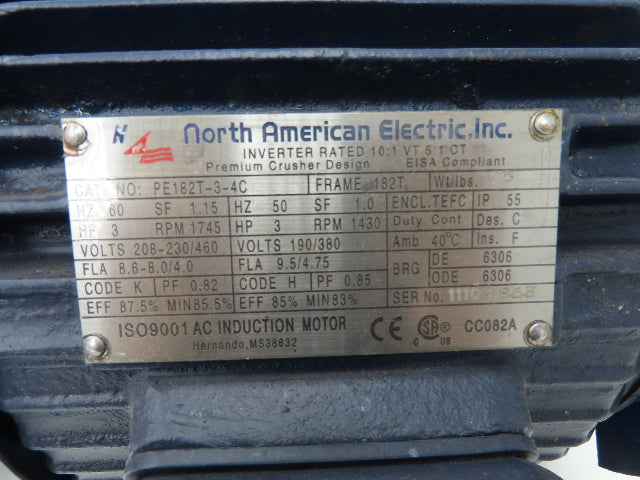 North American Electric, Inc.
INVERTER RATED 10:1 VT 5:1 CT
Premium Crusher Design EISA Compliant
CAT. NO: PE182T-3-4C FRAME 182T Wt/lbs.
HZ 60 SF 1.15 HZ 50 SF 1.0 ENCL.TEFC IP 55
HP 3 RPM 1745 HP 3 RPM 1430 Duty Cont Des. C
VOLTS 208-230/460 VOLTS 190/380 Amb 40°C Ins. F
FLA 8.6-8.0/4.0 FLA 9.5/4.75 BRG DE 6306
CODE K PF 0.82 CODE H PF 0.85 ODE 6306
EFF 87.5% MIN85.5% EFF 85% MIN83% SER No.
ISO9001 AC INDUCTION MOTOR CE SA C US CC082A
Hernando, MS38632